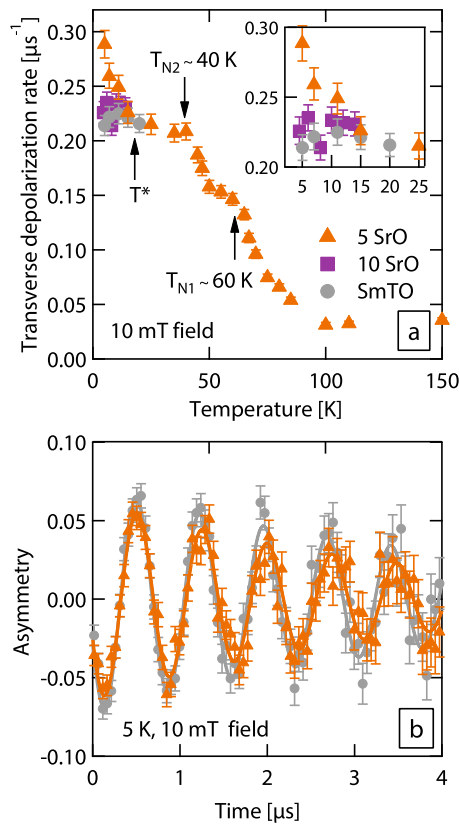 0.30
0.25
0.20
0.15
0.10
0.05
0.00
Transverse depolarization rate [µs⁻¹]
0.30
0.25
0.20
5 10 15 20 25
T_N2 ~ 40 K
T*
T_N1 ~ 60 K
5 SrO
10 SrO
SmTO
10 mT field
a
0 50 100 150
Temperature [K]
0.10
0.05
0.00
-0.05
-0.10
Asymmetry
5 K, 10 mT field
b
0 1 2 3 4
Time [µs]